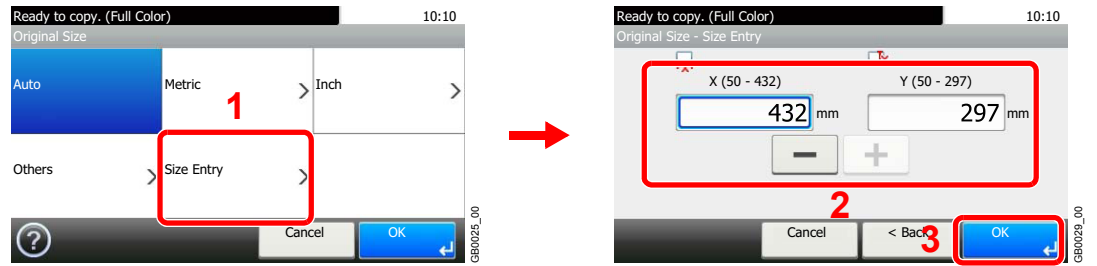 Ready to copy. (Full Color) 10:10
Original Size
Auto Metric Inch
1
Others Size Entry
Cancel OK
GB0025_00
Ready to copy. (Full Color) 10:10
Original Size - Size Entry
X (50 - 432) Y (50 - 297)
432 mm 297 mm
2
Cancel < Back OK
3
GB0029_00